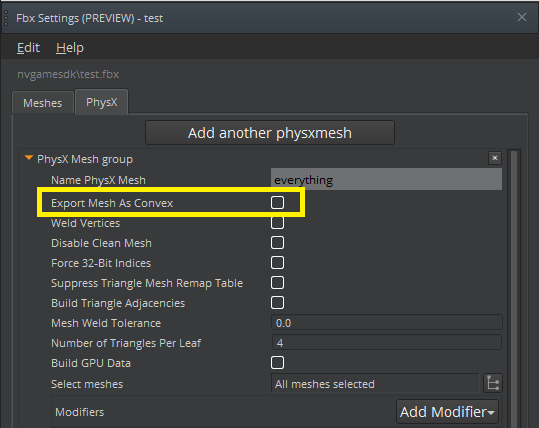 Fbx Settings (PREVIEW) - test
Edit Help
nvgamesdk\test.fbx
Meshes PhysX
Add another physxmesh
PhysX Mesh group
Name PhysX Mesh everything
Export Mesh As Convex
Weld Vertices
Disable Clean Mesh
Force 32-Bit Indices
Suppress Triangle Mesh Remap Table
Build Triangle Adjacencies
Mesh Weld Tolerance 0.0
Number of Triangles Per Leaf 4
Build GPU Data
Select meshes All meshes selected
Modifiers Add Modifier